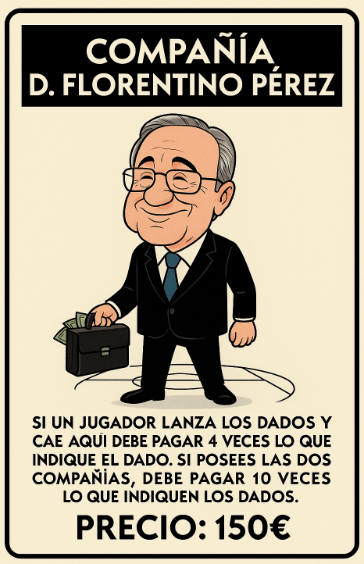 COMPAÑÍA
D. FLORENTINO PÉREZ
SI UN JUGADOR LANZA LOS DADOS Y
CAE AQUÍ DEBE PAGAR 4 VECES LO QUE
INDIQUE EL DADO. SI POSEES LAS DOS
COMPAÑÍAS, DEBE PAGAR 10 VECES
LO QUE INDIQUEN LOS DADOS.
PRECIO: 150€